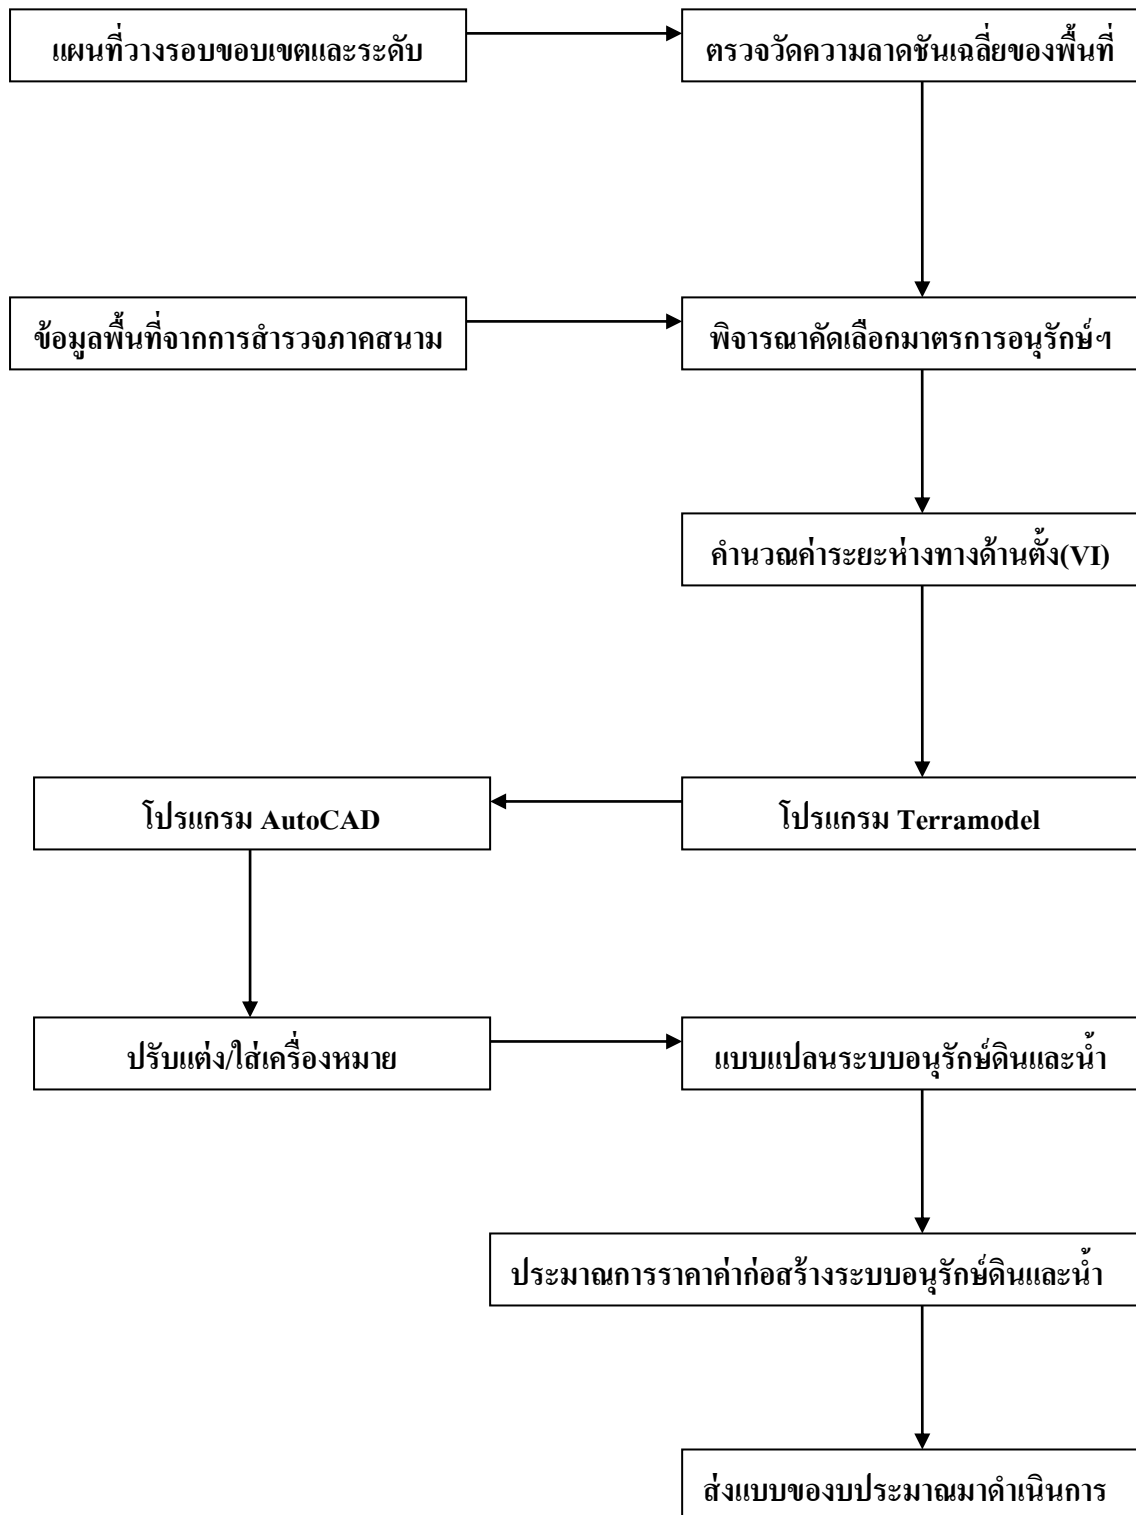 แผนที่วางรอบขอบเขตและระดับ
ตรวจวัดความลาดชันเฉลี่ยของพื้นที่
ข้อมูลพื้นที่จากการสำรวจภาคสนาม
พิจารณาคัดเลือกมาตรการอนุรักษ์ฯ
คำนวณค่าระยะห่างทางด้านตั้ง(VI)
โปรแกรม AutoCAD
โปรแกรม Terramodel
ปรับแต่ง/ใส่เครื่องหมาย
แบบแปลนระบบอนุรักษ์ดินและน้ำ
ประมาณการราคาค่าก่อสร้างระบบอนุรักษ์ดินและน้ำ
ส่งแบบของบประมาณมาดำเนินการ